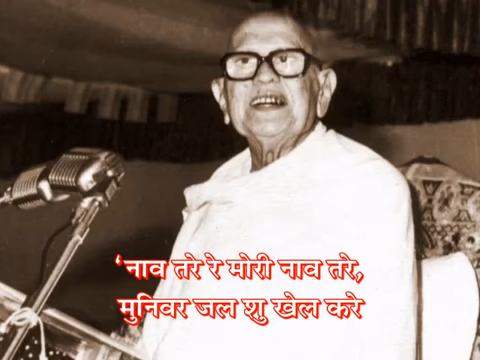 ‘नाव तरे रे मोरी नाव तरे,
मुनिवर जल शु खेल करे